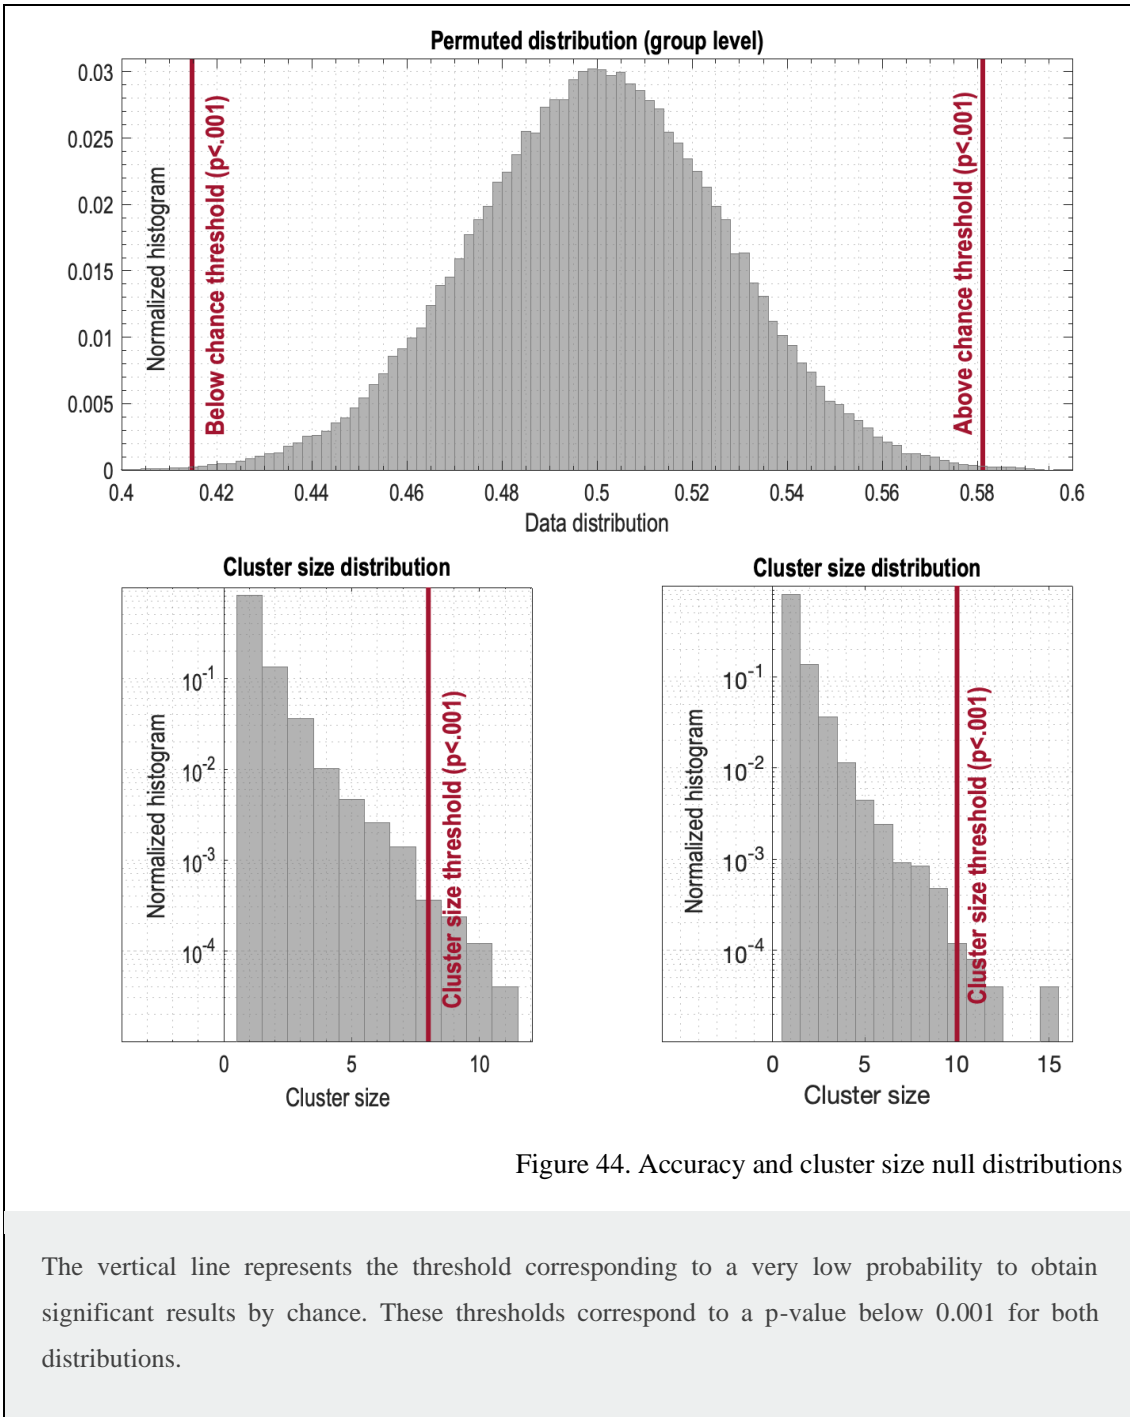 Permuted distribution (group level)
0.03
0.025
0.02
0.015
0.01
0.005
0
Normalized histogram
Below chance threshold (p<.001)
Above chance threshold (p<.001)
0.4 0.42 0.44 0.46 0.48 0.5 0.52 0.54 0.56 0.58 0.6
Data distribution
Cluster size distribution
10-1
10-2
10-3
10-4
Normalized histogram
Cluster size threshold (p<.001)
0 5 10
Cluster size
Cluster size distribution
10-1
10-2
10-3
10-4
Normalized histogram
Cluster size threshold (p<.001)
0 5 10 15
Cluster size
Figure 44. Accuracy and cluster size null distributions
The vertical line represents the threshold corresponding to a very low probability to obtain
significant results by chance. These thresholds correspond to a p-value below 0.001 for both
distributions.